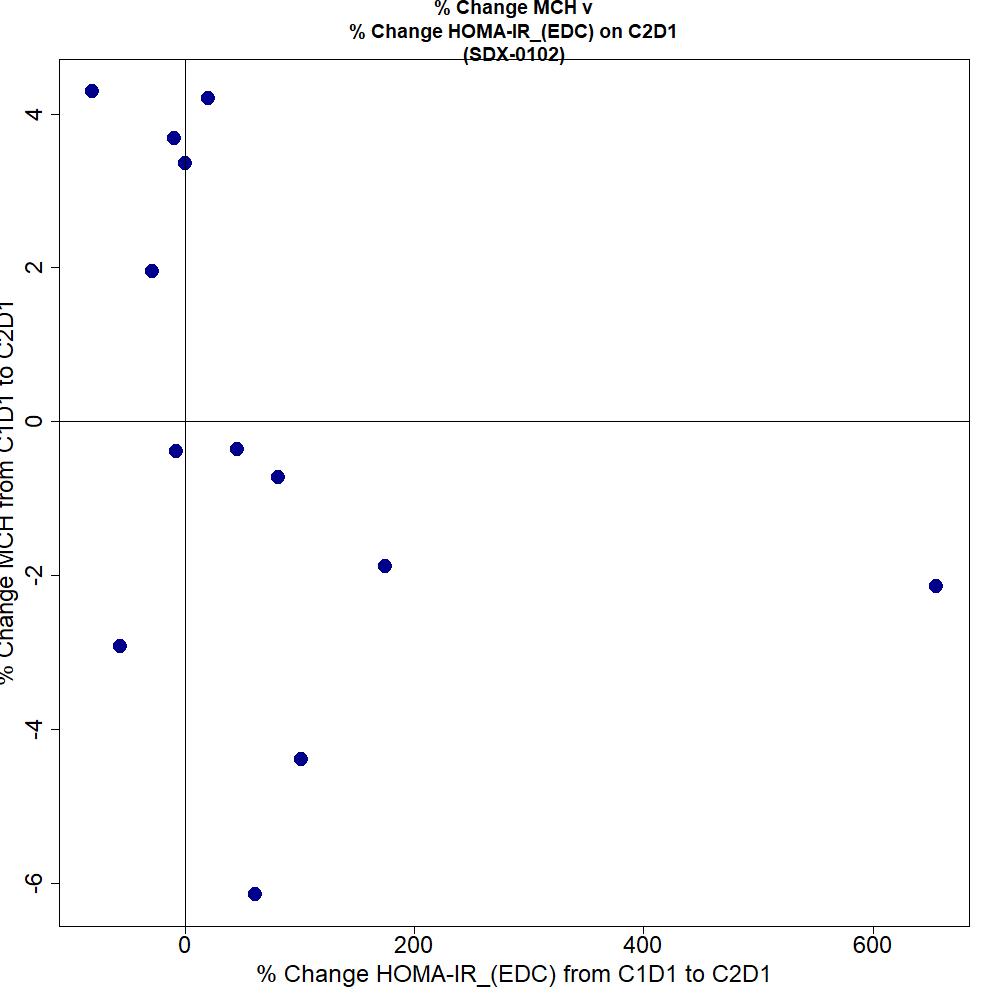 % Change MCH v
% Change HOMA-IR_(EDC) on C2D1
(SDX-0102)
% Change MCH from C1D1 to C2D1
4
2
0
-2
-4
-6
0
200
400
600
% Change HOMA-IR_(EDC) from C1D1 to C2D1